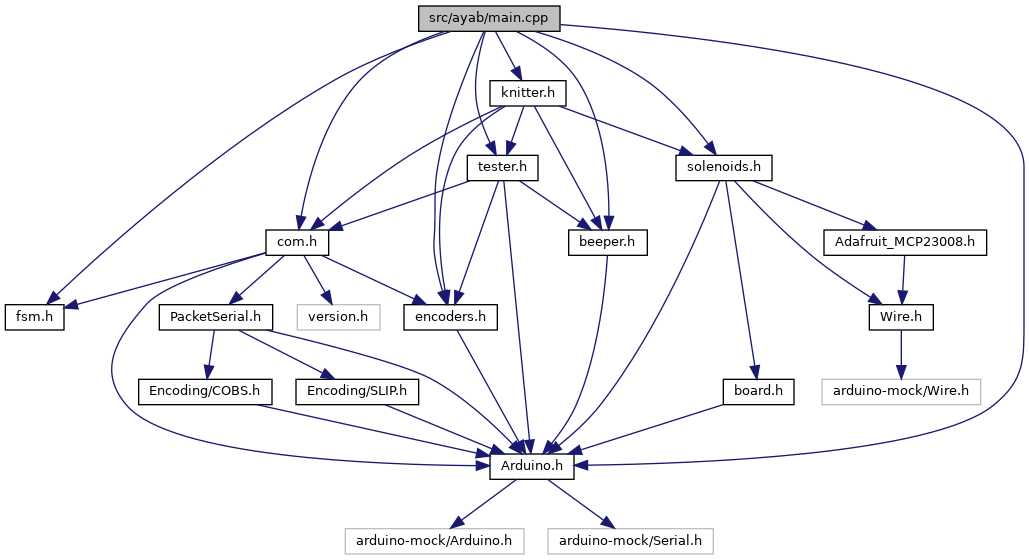 src/ayab/main.cpp
knitter.h
tester.h
solenoids.h
com.h
beeper.h
Adafruit_MCP23008.h
fsm.h
PacketSerial.h
version.h
encoders.h
Wire.h
Encoding/COBS.h
Encoding/SLIP.h
board.h
arduino-mock/Wire.h
Arduino.h
arduino-mock/Arduino.h
arduino-mock/Serial.h